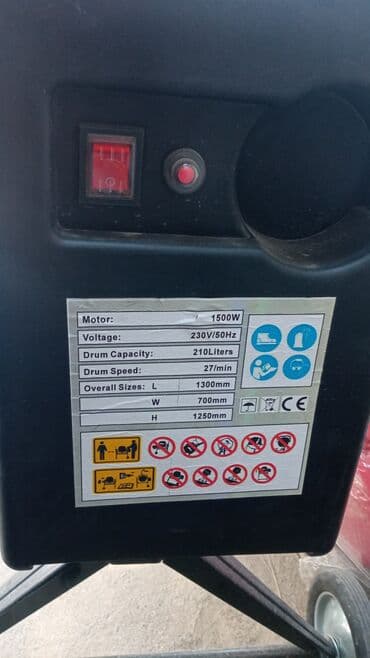 Motor: 1500W
Voltage: 230V/50Hz
Drum Capacity: 210Liters
Drum Speed: 27/min
Overall Sizes: L 1300mm
W 700mm
H 1250mm
CE